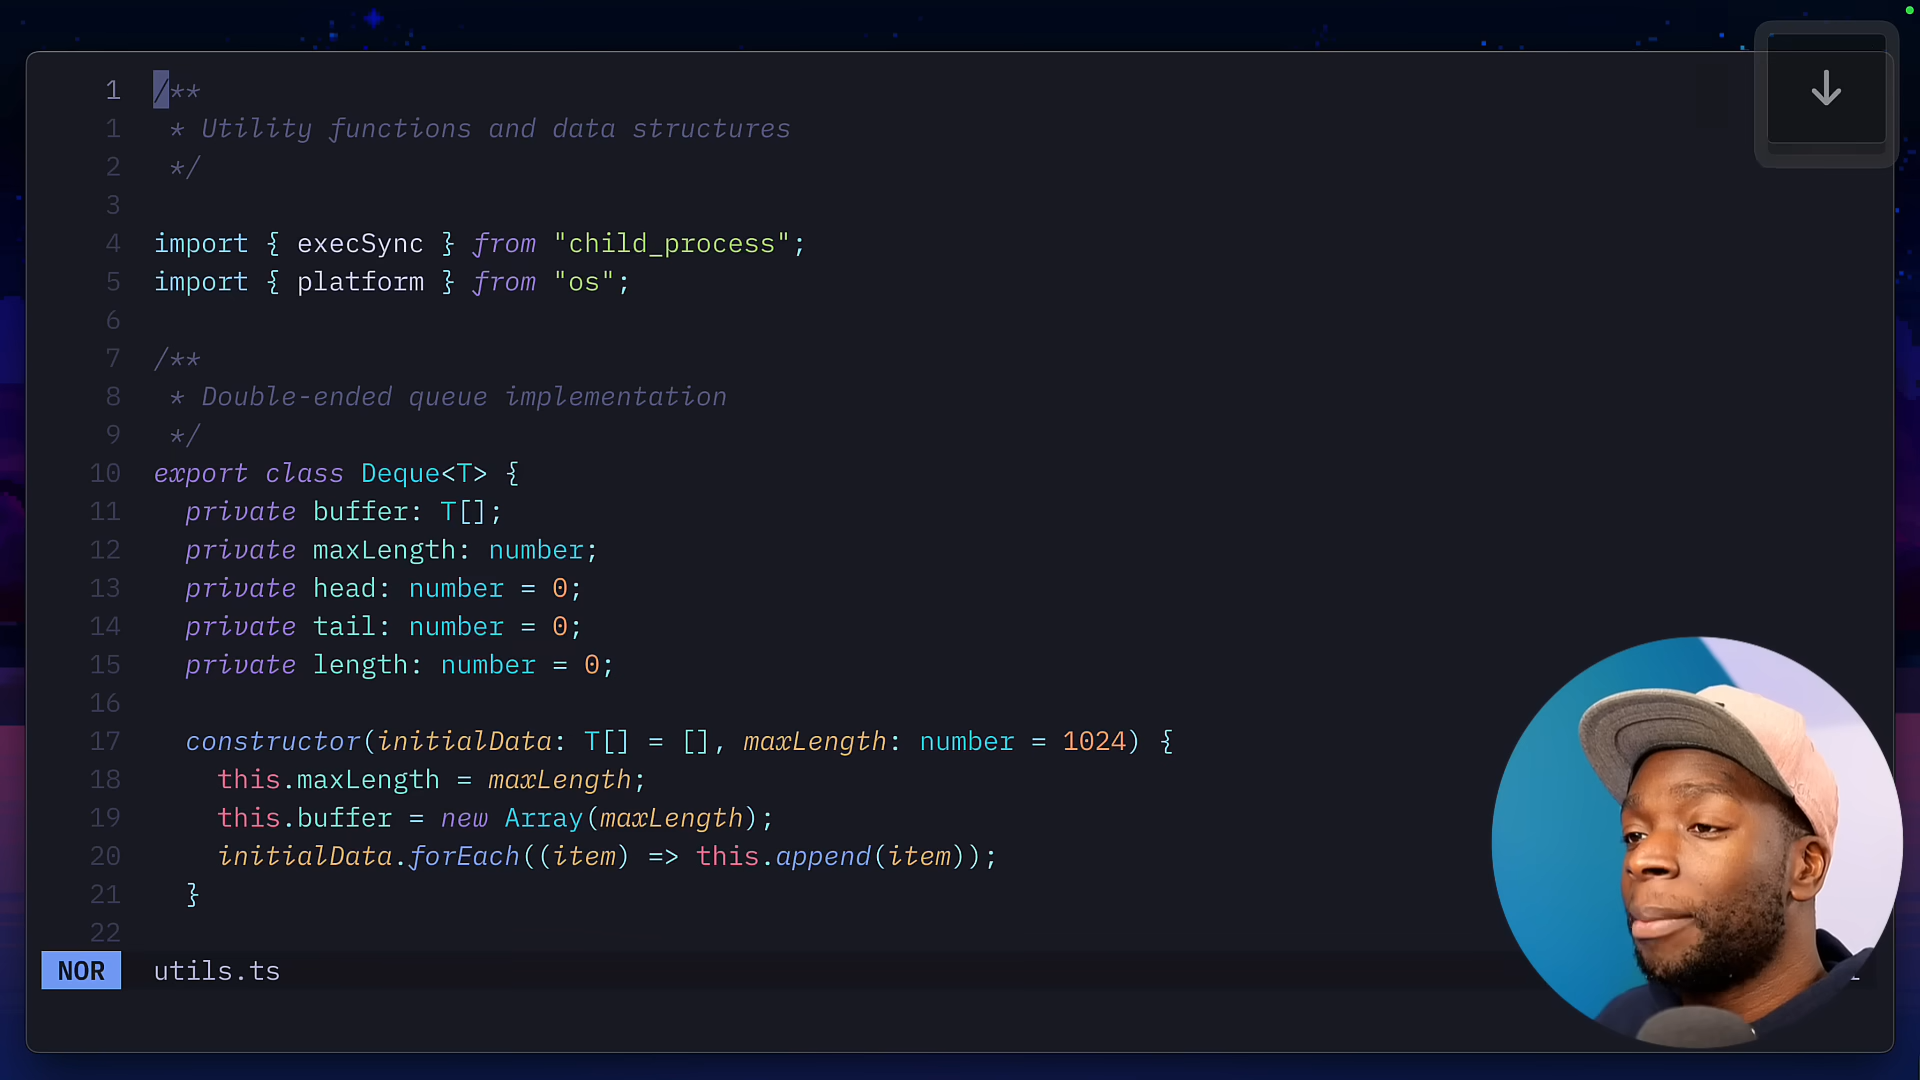 1 /**
1 * Utility functions and data structures
2 */
3
4 import { execSync } from "child_process";
5 import { platform } from "os";
6
7 /**
8 * Double-ended queue implementation
9 */
10 export class Deque<T> {
11 private buffer: T[];
12 private maxLength: number;
13 private head: number = 0;
14 private tail: number = 0;
15 private length: number = 0;
16
17 constructor(initialData: T[] = [], maxLength: number = 1024) {
18 this.maxLength = maxLength;
19 this.buffer = new Array(maxLength);
20 initialData.forEach((item) => this.append(item));
21 }
22
NOR utils.ts